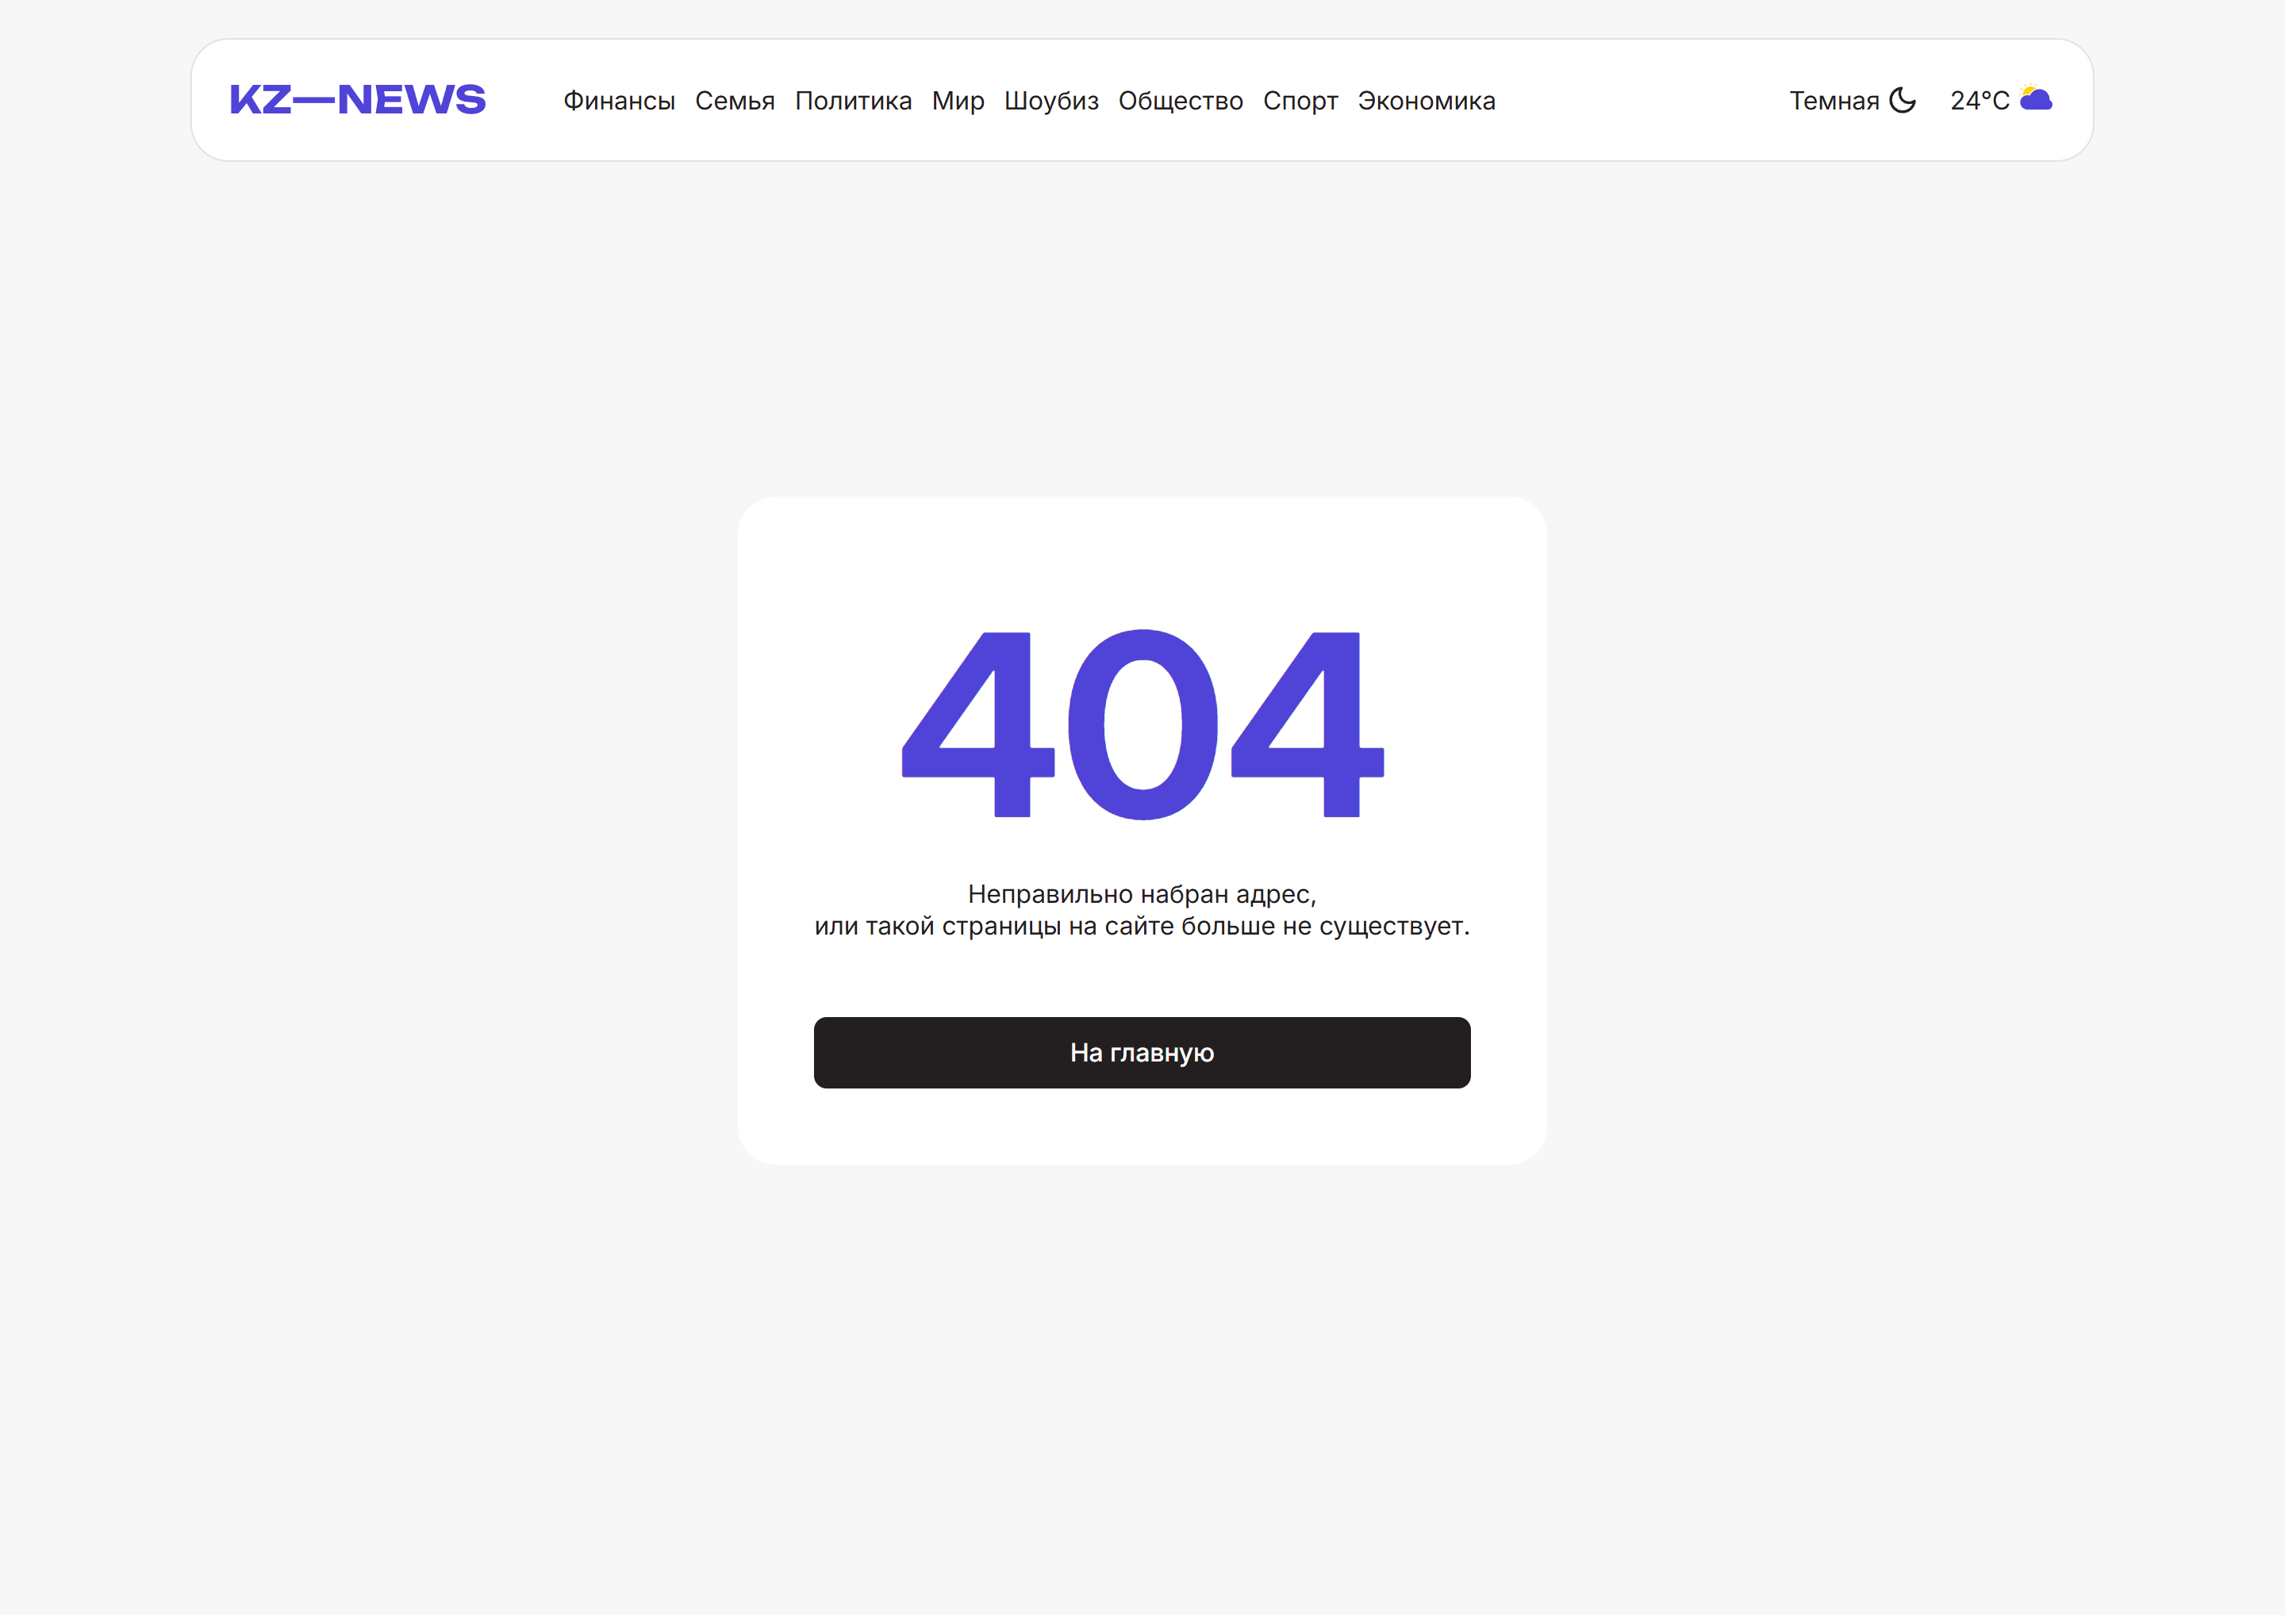 KZ—NEWS Финансы Семья Политика Мир Шоубиз Общество Спорт Экономика Темная 24°C
404
Неправильно набран адрес,
или такой страницы на сайте больше не существует.
На главную